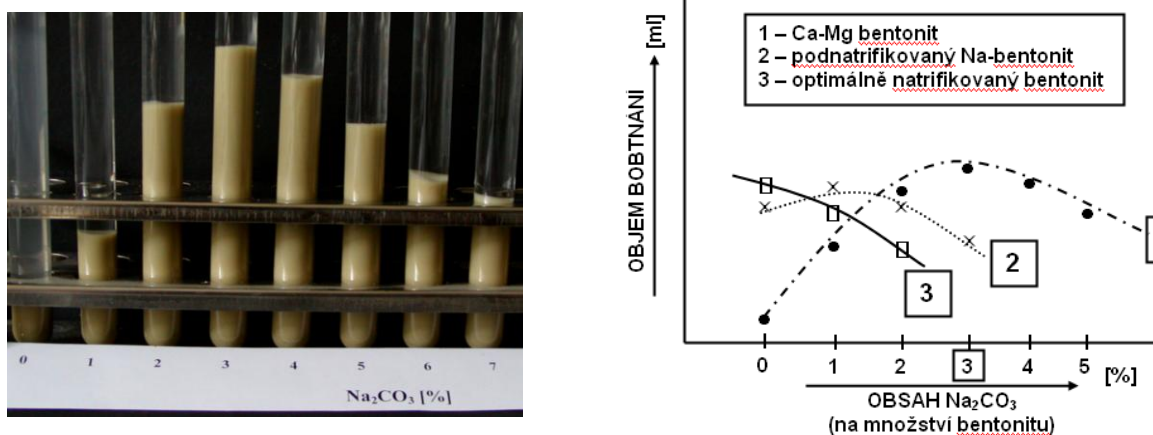 0 1 2 3 4 5 6 7
Na₂CO₃ [%]
[ml]
OBJEM BOBTNÁNÍ
1 – Ca-Mg bentonit
2 – podnatrifikovaný Na-bentonit
3 – optimálně natrifikovaný bentonit
2
3
0 1 2 3 4 5 [%]
OBSAH Na₂CO₃
(na množství bentonitu)